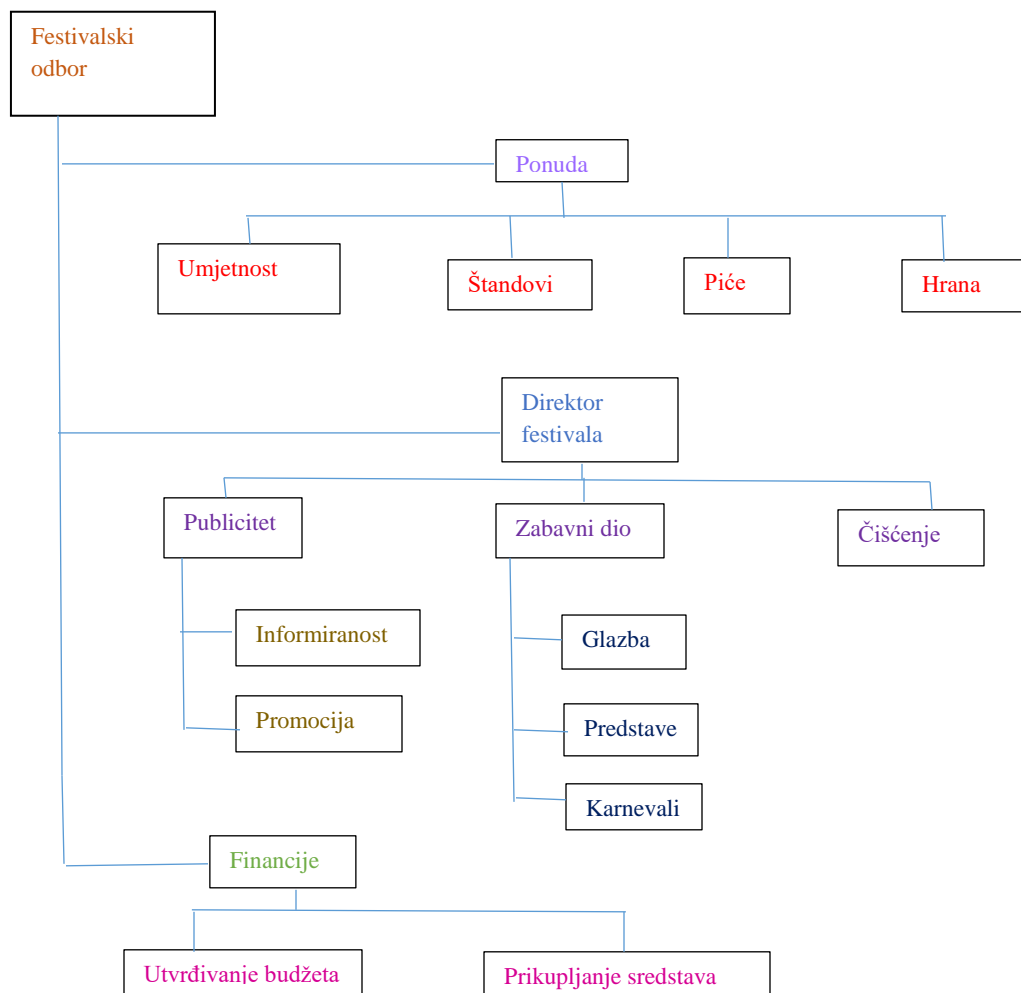 Festivalski
odbor
Ponuda
Umjetnost
Štandovi
Piće
Hrana
Direktor
festivala
Publicitet
Zabavni dio
Čišćenje
Informiranost
Glazba
Promocija
Predstave
Karnevali
Financije
Utvrđivanje budžeta
Prikupljanje sredstava